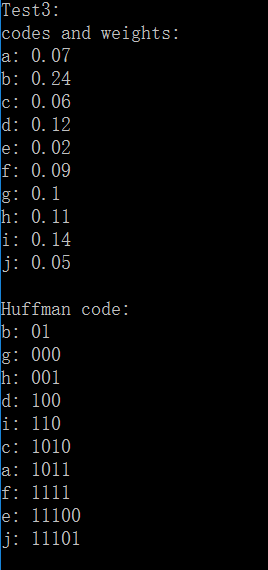 Test3:
codes and weights:
a: 0.07
b: 0.24
c: 0.06
d: 0.12
e: 0.02
f: 0.09
g: 0.1
h: 0.11
i: 0.14
j: 0.05
Huffman code:
b: 01
g: 000
h: 001
d: 100
i: 110
c: 1010
a: 1011
f: 1111
e: 11100
j: 11101